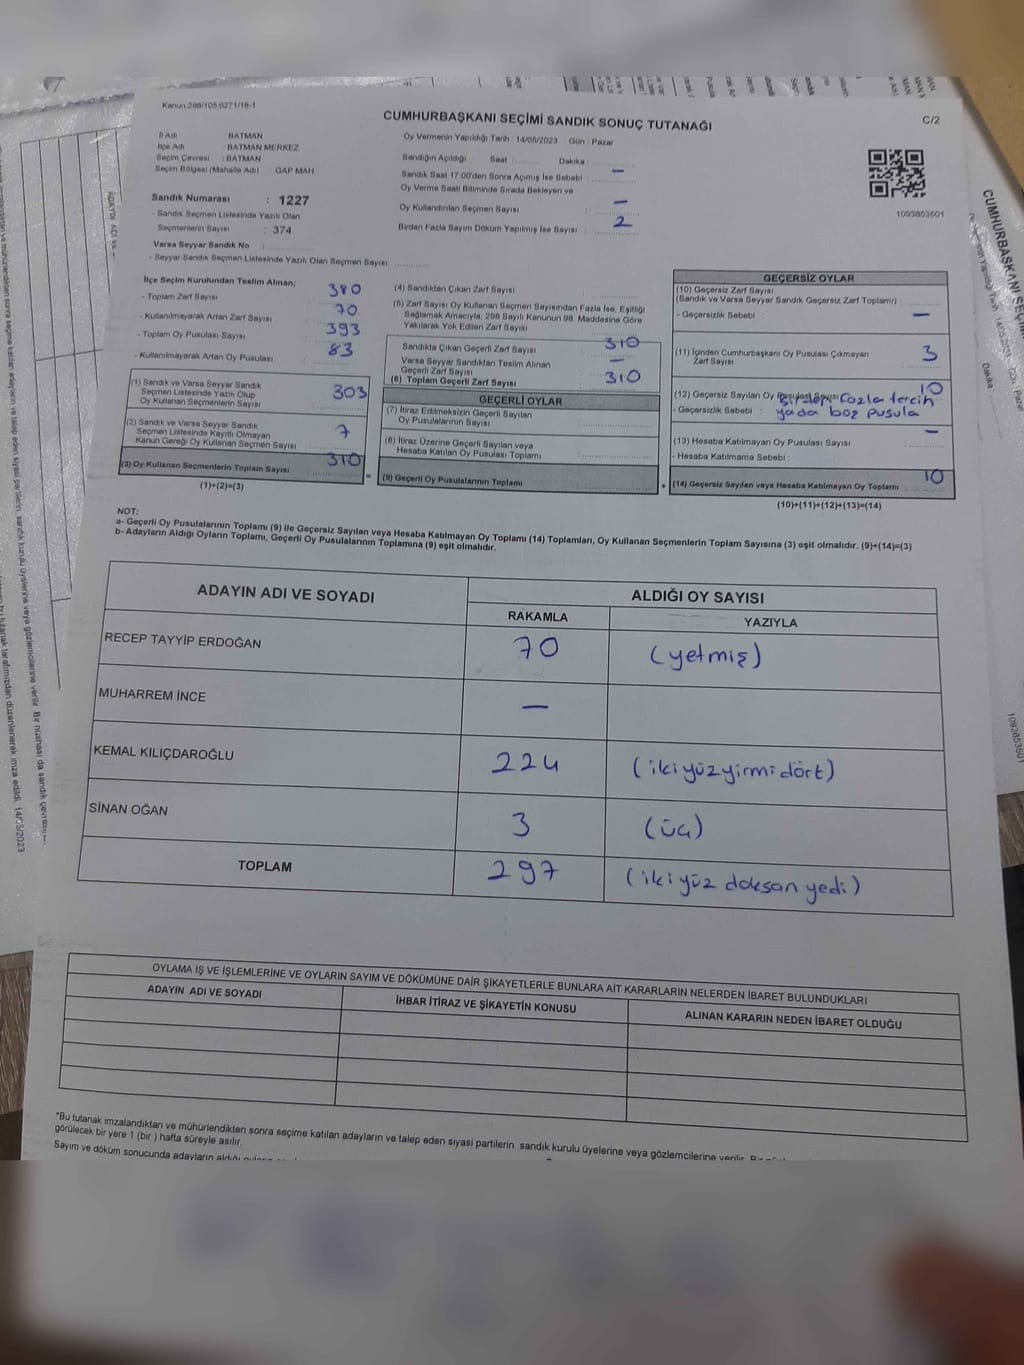 Kanun:298/105,6271/18-1
CUMHURBAŞKANI SEÇİMİ SANDIK SONUÇ TUTANAĞI
C/2
İl Adı : BATMAN
İlçe Adı : BATMAN MERKEZ
Seçim Çevresi : BATMAN
Seçim Bölgesi (Mahalle Adı) : GAP MAH.
Sandık Numarası : 1227
- Sandık Seçmen Listesinde Yazılı Olan
Seçmenlerin Sayısı : 374
Varsa Seyyar Sandık No :
- Seyyar Sandık Seçmen Listesinde Yazılı Olan Seçmen Sayısı:
Oy Vermenin Yapıldığı Tarih : 14/05/2023 Gün : Pazar
Sandığın Açıldığı Saat Dakika :
Sandık Saat 17:00'den Sonra Açımış İse Sebebi : —
Oy Verme Saati Bitiminde Sırada Bekleyen ve
Oy Kullandırılan Seçmen Sayısı : —
Birden Fazla Sayım Döküm Yapılmış İse Sayısı : 2
1093853501
İlçe Seçim Kurulundan Teslim Alınan;
- Toplam Zarf Sayısı 380
- Kullanılmayarak Artan Zarf Sayısı 70
- Toplam Oy Pusulası Sayısı 393
- Kullanılmayarak Artan Oy Pusulası 83
(1) Sandık ve Varsa Seyyar Sandık
Seçmen Listesinde Yazılı Olup
Oy Kullanan Seçmenlerin Sayısı 303
(2) Sandık ve Varsa Seyyar Sandık
Seçmen Listesinde Kayıtlı Olmayan
Kanun Gereği Oy Kullanan Seçmen Sayısı 7
(3) Oy Kullanan Seçmenlerin Toplam Sayısı 310
(1)+(2)=(3)
=
(4) Sandıktan Çıkan Zarf Sayısı
(5) Zarf Sayısı Oy Kullanan Seçmen Sayısından Fazla İse, Eşitliği
Sağlamak Amacıyla, 298 Sayılı Kanunun 98. Maddesine Göre
Yakılarak Yok Edilen Zarf Sayısı
Sandıkta Çıkan Geçerli Zarf Sayısı 310
Varsa Seyyar Sandıktan Teslim Alınan
Geçerli Zarf Sayısı —
(6) Toplam Geçerli Zarf Sayısı 310
GEÇERLİ OYLAR
(7) İtiraz Edilmeksizin Geçerli Sayılan
Oy Pusulalarının Sayısı
(8) İtiraz Üzerine Geçerli Sayılan veya
Hesaba Katılan Oy Pusulası Toplamı
(9) Geçerli Oy Pusulalarının Toplamı
+
GEÇERSİZ OYLAR
(10) Geçersiz Zarf Sayısı
(Sandık ve Varsa Seyyar Sandık Geçersiz Zarf Toplamı) :
- Geçersizlik Sebebi : —
(11) İçinden Cumhurbaşkanı Oy Pusulası Çıkmayan
Zarf Sayısı 3
(12) Geçersiz Sayılan Oy Pusulası Sayısı 10
- Geçersizlik Sebebi : Birden fazla tercih
yada boş pusula
(13) Hesaba Katılmayan Oy Pusulası Sayısı —
- Hesaba Katılmama Sebebi :
(14) Geçersiz Sayılan veya Hesaba Katılmayan Oy Toplamı 10
(10)+(11)+(12)+(13)=(14)
NOT:
a- Geçerli Oy Pusulalarının Toplamı (9) ile Geçersiz Sayılan veya Hesaba Katılmayan Oy Toplamı (14) Toplamları, Oy Kullanan Seçmenlerin Toplam Sayısına (3) eşit olmalıdır. (9)+(14)=(3)
b- Adayların Aldığı Oyların Toplamı, Geçerli Oy Pusulalarının Toplamına (9) eşit olmalıdır.
ADAYIN ADI VE SOYADI
ALDIĞI OY SAYISI
RAKAMLA YAZIYLA
RECEP TAYYİP ERDOĞAN 70 (yetmiş)
MUHARREM İNCE —
KEMAL KILIÇDAROĞLU 224 (iki yüz yirmi dört)
SİNAN OĞAN 3 (üç)
TOPLAM 297 (iki yüz doksan yedi)
OYLAMA İŞ VE İŞLEMLERİNE VE OYLARIN SAYIM VE DÖKÜMÜNE DAİR ŞİKAYETLERLE BUNLARA AİT KARARLARIN NELERDEN İBARET BULUNDUKLARI
ADAYIN ADI VE SOYADI
İHBAR İTİRAZ VE ŞİKAYETİN KONUSU
ALINAN KARARIN NEDEN İBARET OLDUĞU
*Bu tutanak imzalandıktan ve mühürlendikten sonra seçime katılan adayların ve talep eden siyasi partilerin sandık kurulu üyelerine veya gözlemcilerine verilir.
görülecek bir yere 1 (bir) hafta süreyle asılır.
Sayım ve döküm sonucunda adayların aldığı